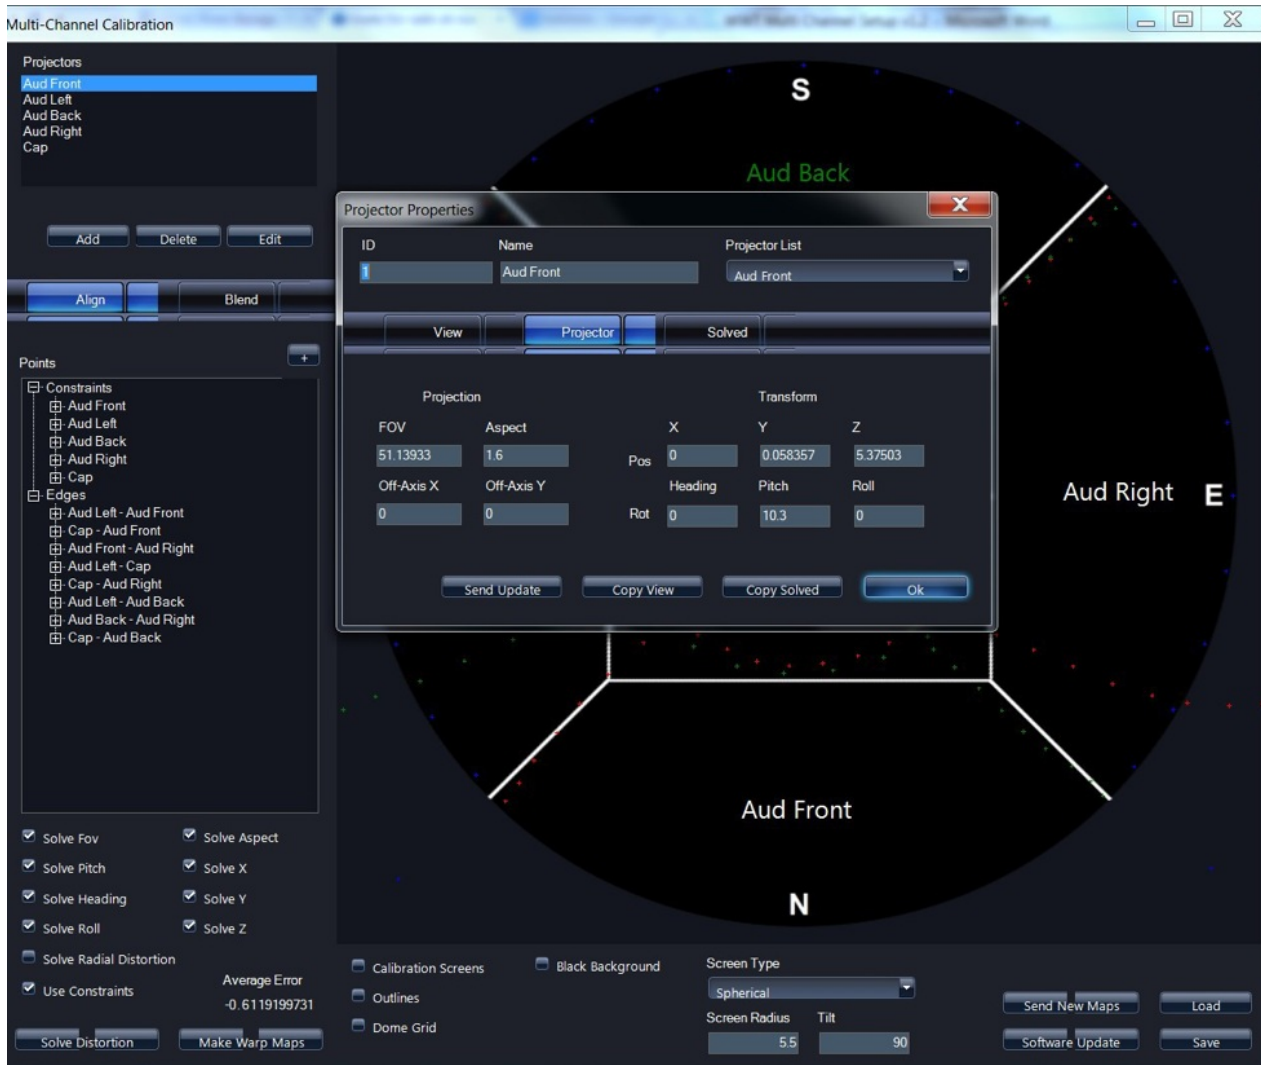 Multi-Channel Calibration
Projectors
Aud Front
Aud Left
Aud Back
Aud Right
Cap
Add Delete Edit
Align Blend
Points +
Constraints
Aud Front
Aud Left
Aud Back
Aud Right
Cap
Edges
Aud Left - Aud Front
Cap - Aud Front
Aud Front - Aud Right
Aud Left - Cap
Cap - Aud Right
Aud Left - Aud Back
Aud Back - Aud Right
Cap - Aud Back
Solve Fov Solve Aspect
Solve Pitch Solve X
Solve Heading Solve Y
Solve Roll Solve Z
Solve Radial Distortion
Use Constraints
Average Error
-0.6119199731
Solve Distortion Make Warp Maps
S
Aud Back
Projector Properties
ID Name Projector List
1 Aud Front Aud Front
View Projector Solved
Projection Transform
FOV Aspect X Y Z
51.13933 1.6 Pos 0 0.058357 5.37503
Off-Axis X Off-Axis Y Heading Pitch Roll
0 0 Rot 0 10.3 0
Send Update Copy View Copy Solved Ok
Aud Right E
Aud Front
N
Calibration Screens Black Background
Outlines
Dome Grid
Screen Type
Spherical
Screen Radius Tilt
5.5 90
Send New Maps Load
Software Update Save